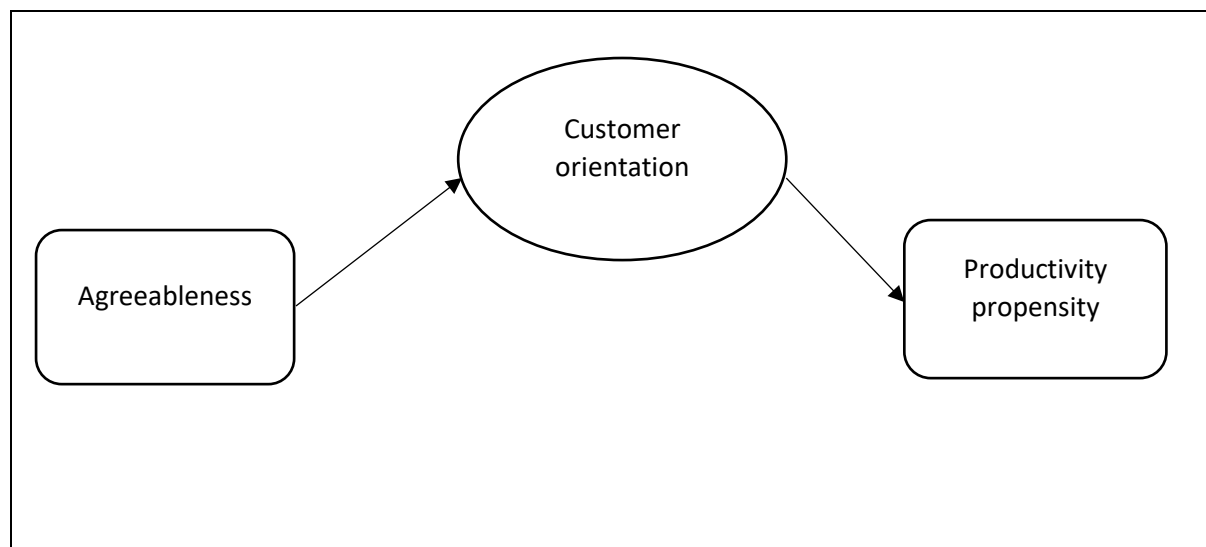 Customer
orientation
Agreeableness
Productivity
propensity